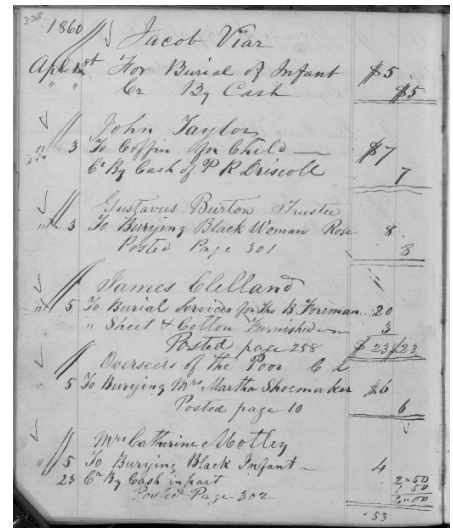 1860
Jacob Viar
Apl 1st For Burial of Infant $5
" " Cr By Cash $5
John Taylor
" 3 To Coffin for Child — $7
Cr By Cash of P R Driscoll 7
Gustavus Burton Trustee
" 3 To Burying Black Woman Rose 8
Posted Page 301 8
James Clelland
" 5 To Burial Services for B. Foreman 20
" Sheet & Cotton Furnished — 3
Posted page 258 $23 $23
Overseers of the Poor
5 To Burying Mrs Martha Shoemaker $6
Posted page 10 6
Mrs Catherine Motley
" 5 To Burying Black Infant — 4
23 Cr By Cash in part 2.50
Posted Page 302
53